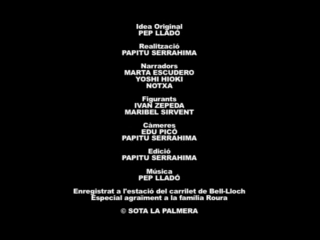 Idea Original
PEP LLADÓ
Realització
PAPITU SERRAHIMA
Narradors
MARTA ESCUDERO
YOSHI HIOKI
NOTXA
Figurants
IVAN ZEPEDA
MARIBEL SIRVENT
Càmeres
EDU PICÓ
PAPITU SERRAHIMA
Edició
PAPITU SERRAHIMA
Música
PEP LLADÓ
Enregistrat a l'estació del carrilet de Bell-Lloch
Especial agraïment a la família Roura
© SOTA LA PALMERA